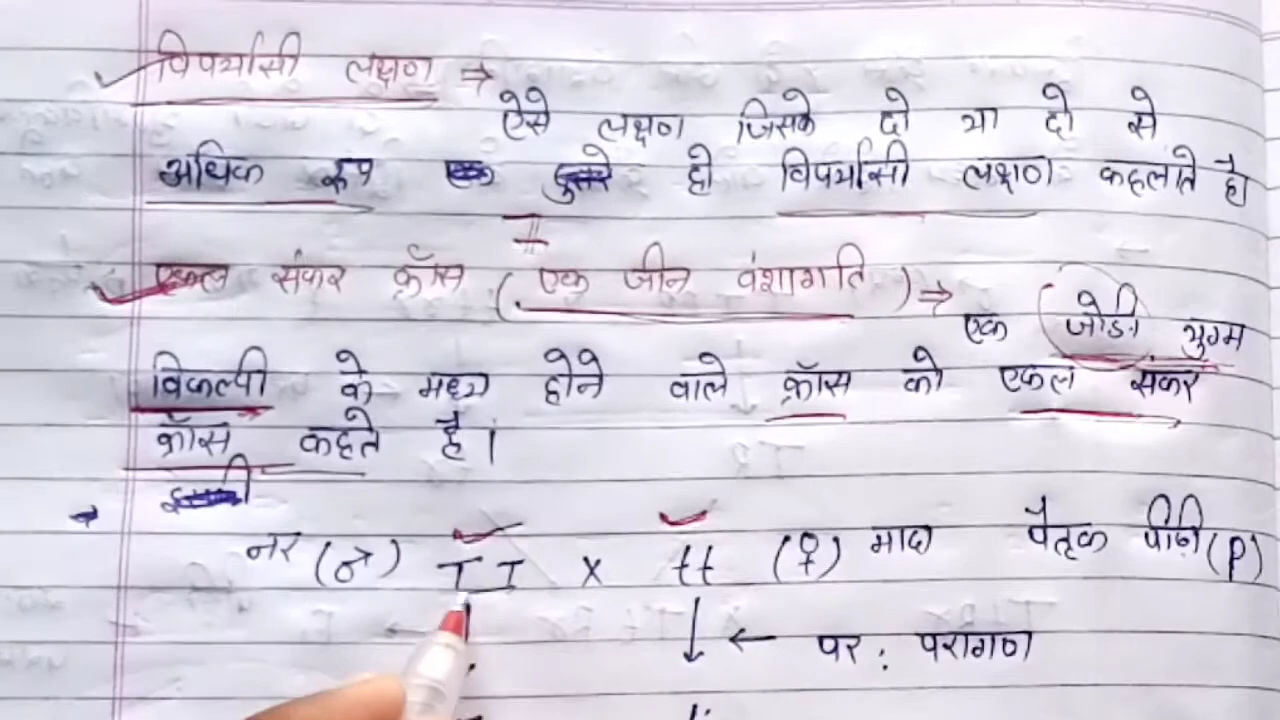 विपर्यासी लक्षण ⇒
ऐसे लक्षण जिसके दो या दो से
अधिक रूप हो विपर्यासी लक्षण कहलाते है।
एकल संकर क्रॉस ( एक जीन वंशागति ) ⇒
एक ( जोडी युग्म
विकल्पी के मध्य होने वाले क्रॉस को एकल संकर
क्रॉस कहते है।
नर (♂) TT x tt (♀) मादा पैतृक पीढी (P)
↓ ← पर : परागण